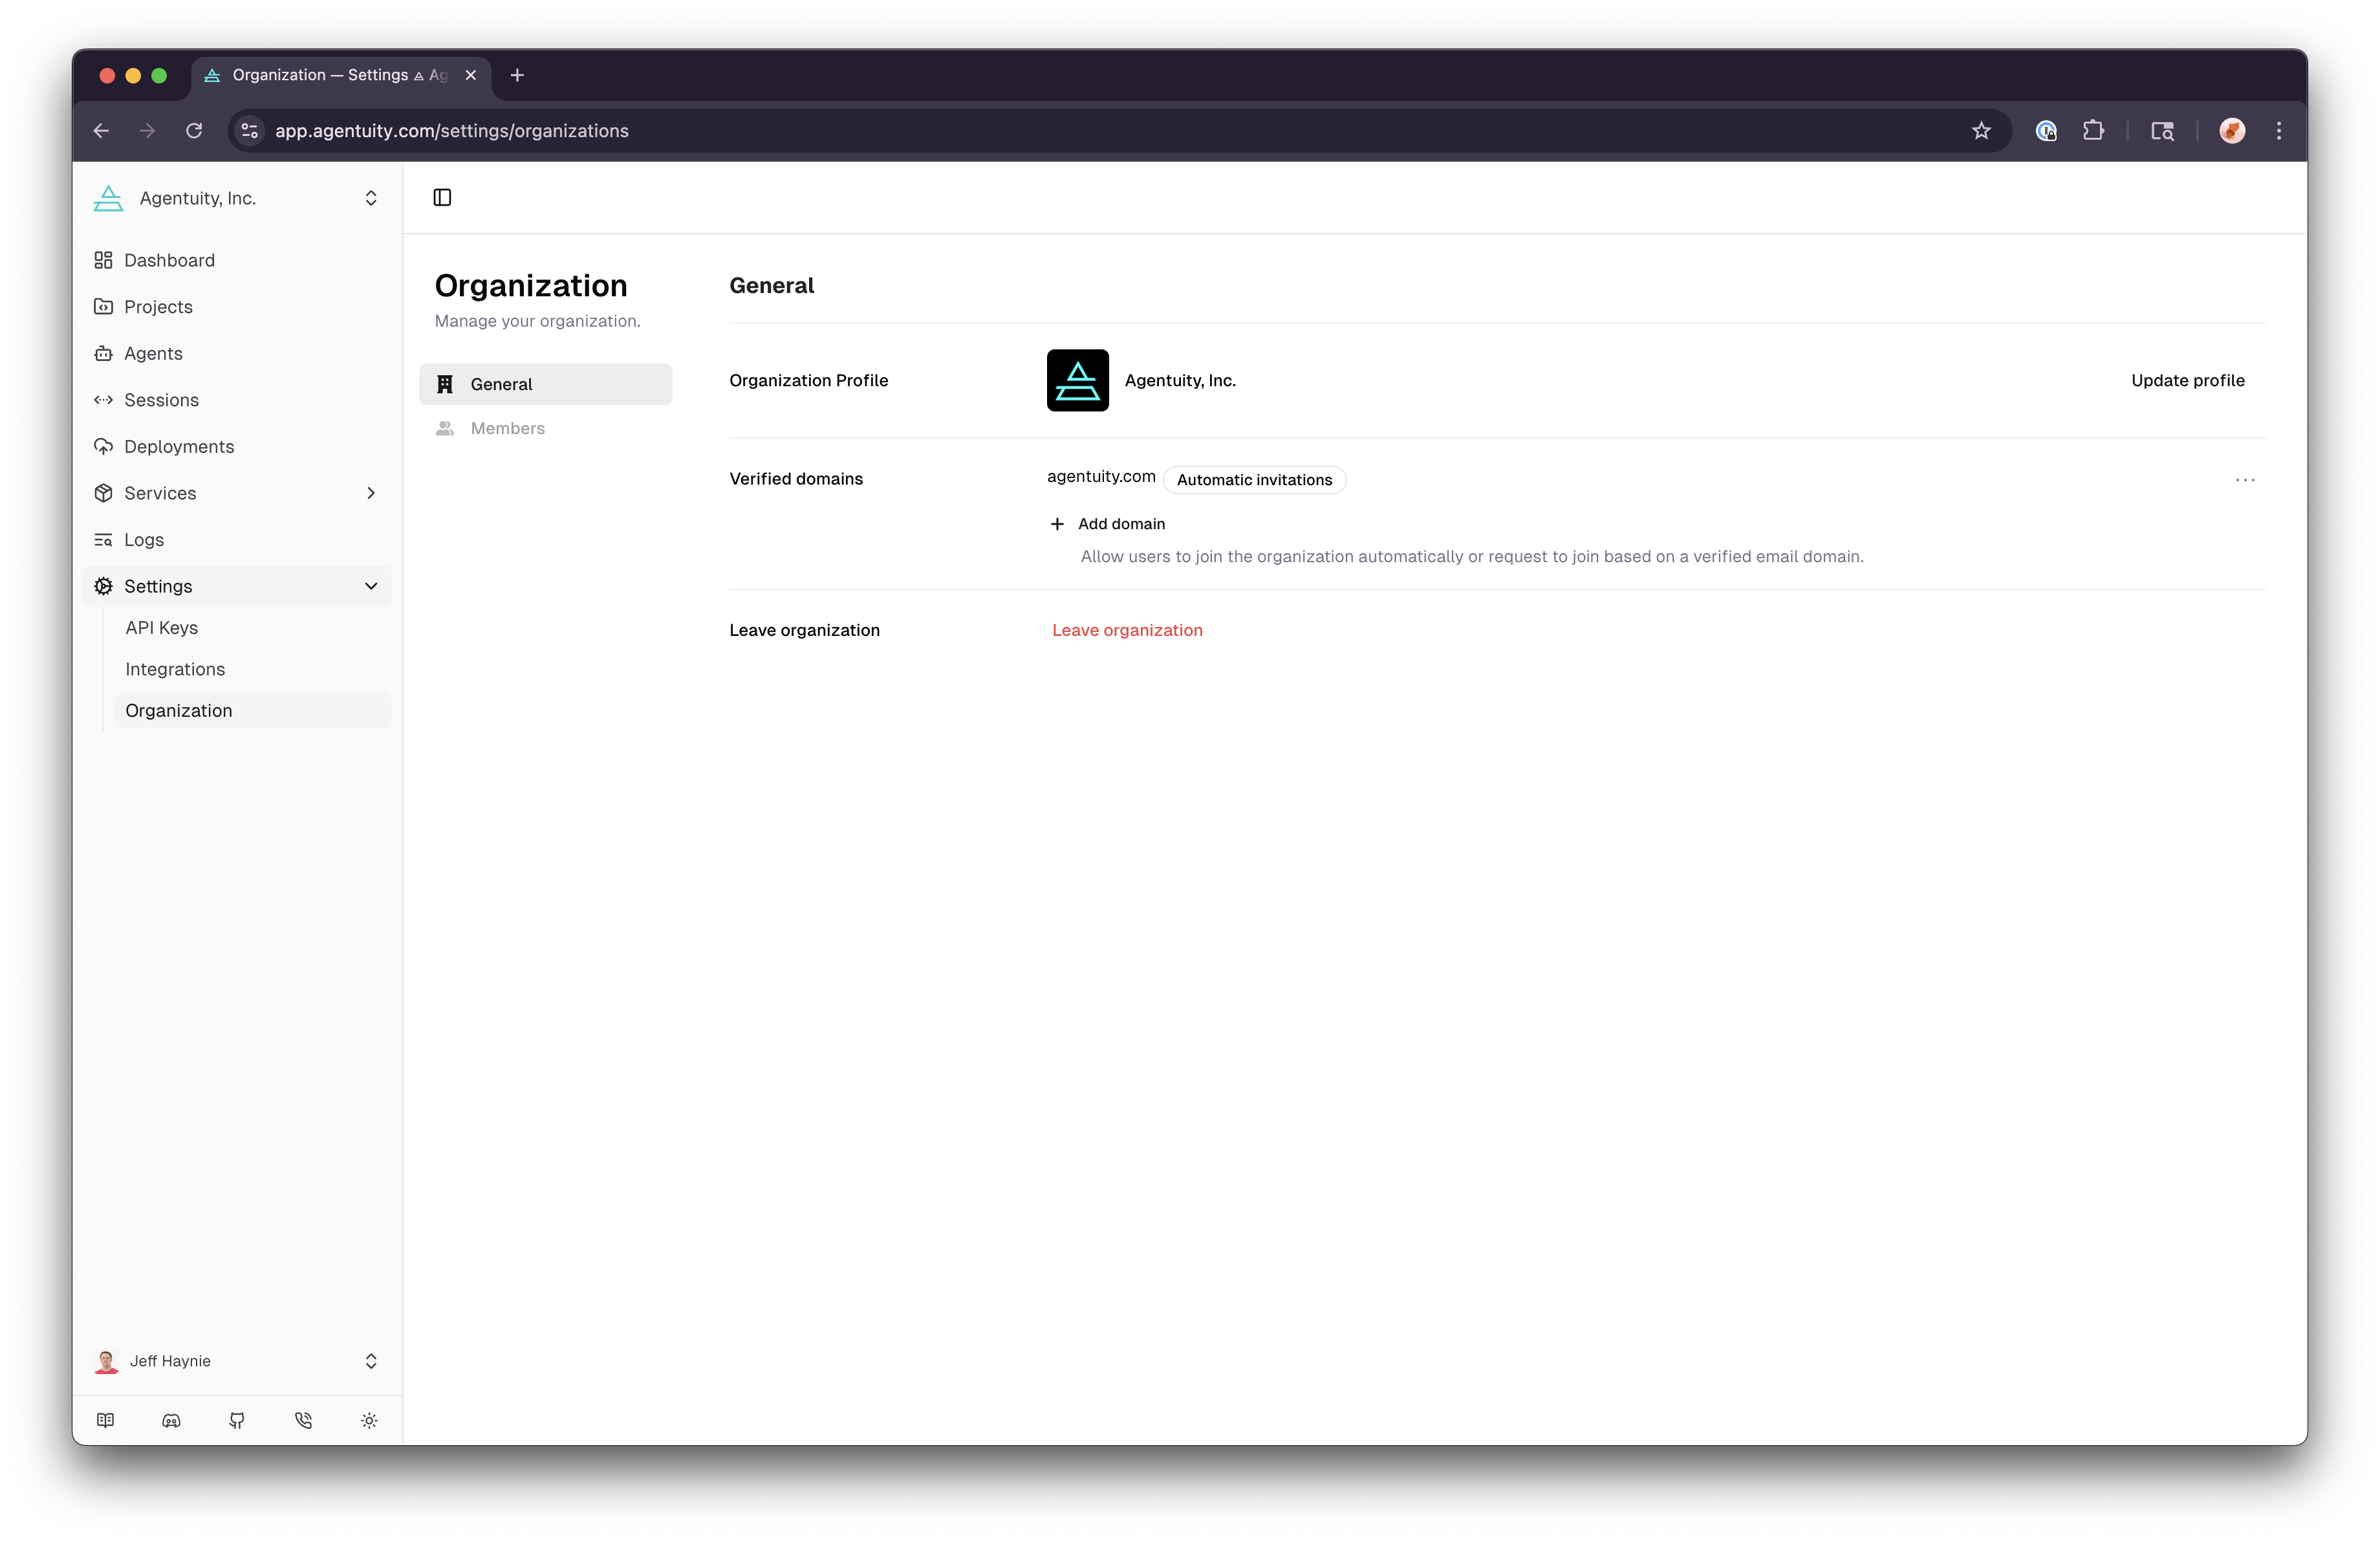 Organization — Settings
app.agentuity.com/settings/organizations
Agentuity, Inc.
Dashboard
Projects
Agents
Sessions
Deployments
Services
Logs
Settings
API Keys
Integrations
Organization
Jeff Haynie
Organization
Manage your organization.
General
Members
General
Organization Profile
Agentuity, Inc.
Update profile
Verified domains
agentuity.com
Automatic invitations
Add domain
Allow users to join the organization automatically or request to join based on a verified email domain.
Leave organization
Leave organization